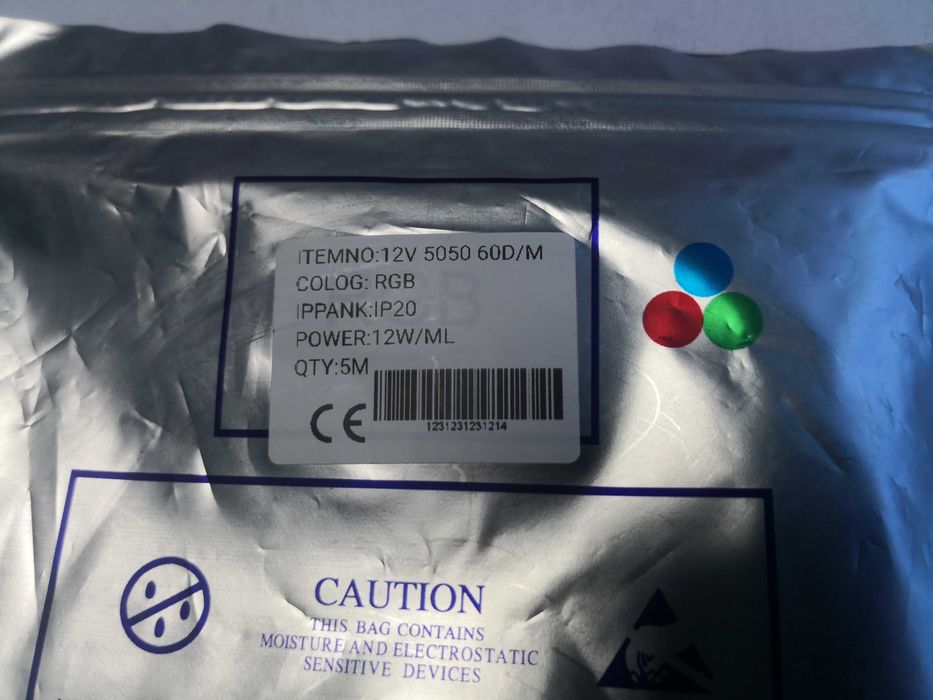 ITEMNO:12V 5050 60D/M
COLOG: RGB
IPPANK:IP20
POWER:12W/ML
QTY:5M
CE
1231231231214
CAUTION
THIS BAG CONTAINS
MOISTURE AND ELECTROSTATIC
SENSITIVE DEVICES